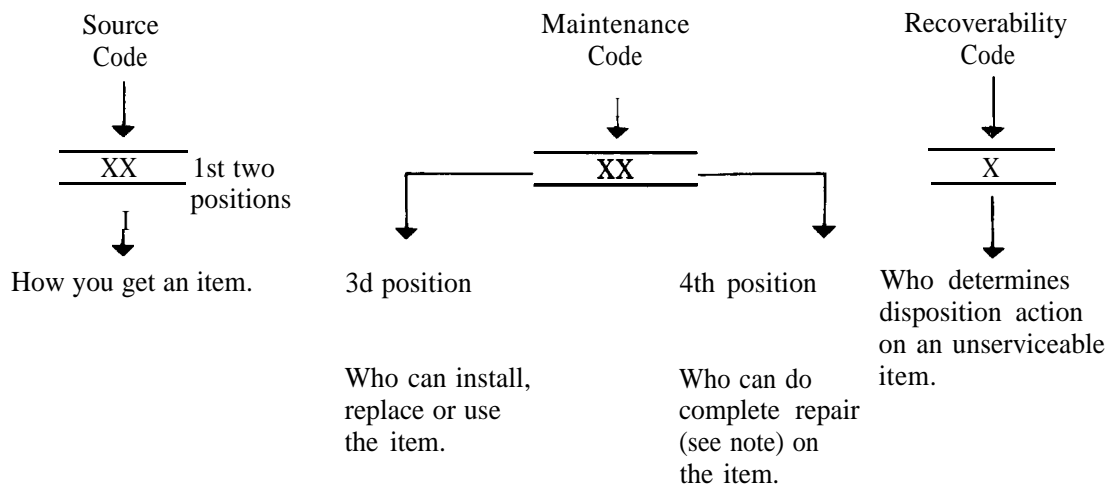 Source
Code
XX
1st two
positions
How you get an item.
Maintenance
Code
XX
3d position
Who can install,
replace or use
the item.
4th position
Who can do
complete repair
(see note) on
the item.
Recoverability
Code
X
Who determines
disposition action
on an unserviceable
item.